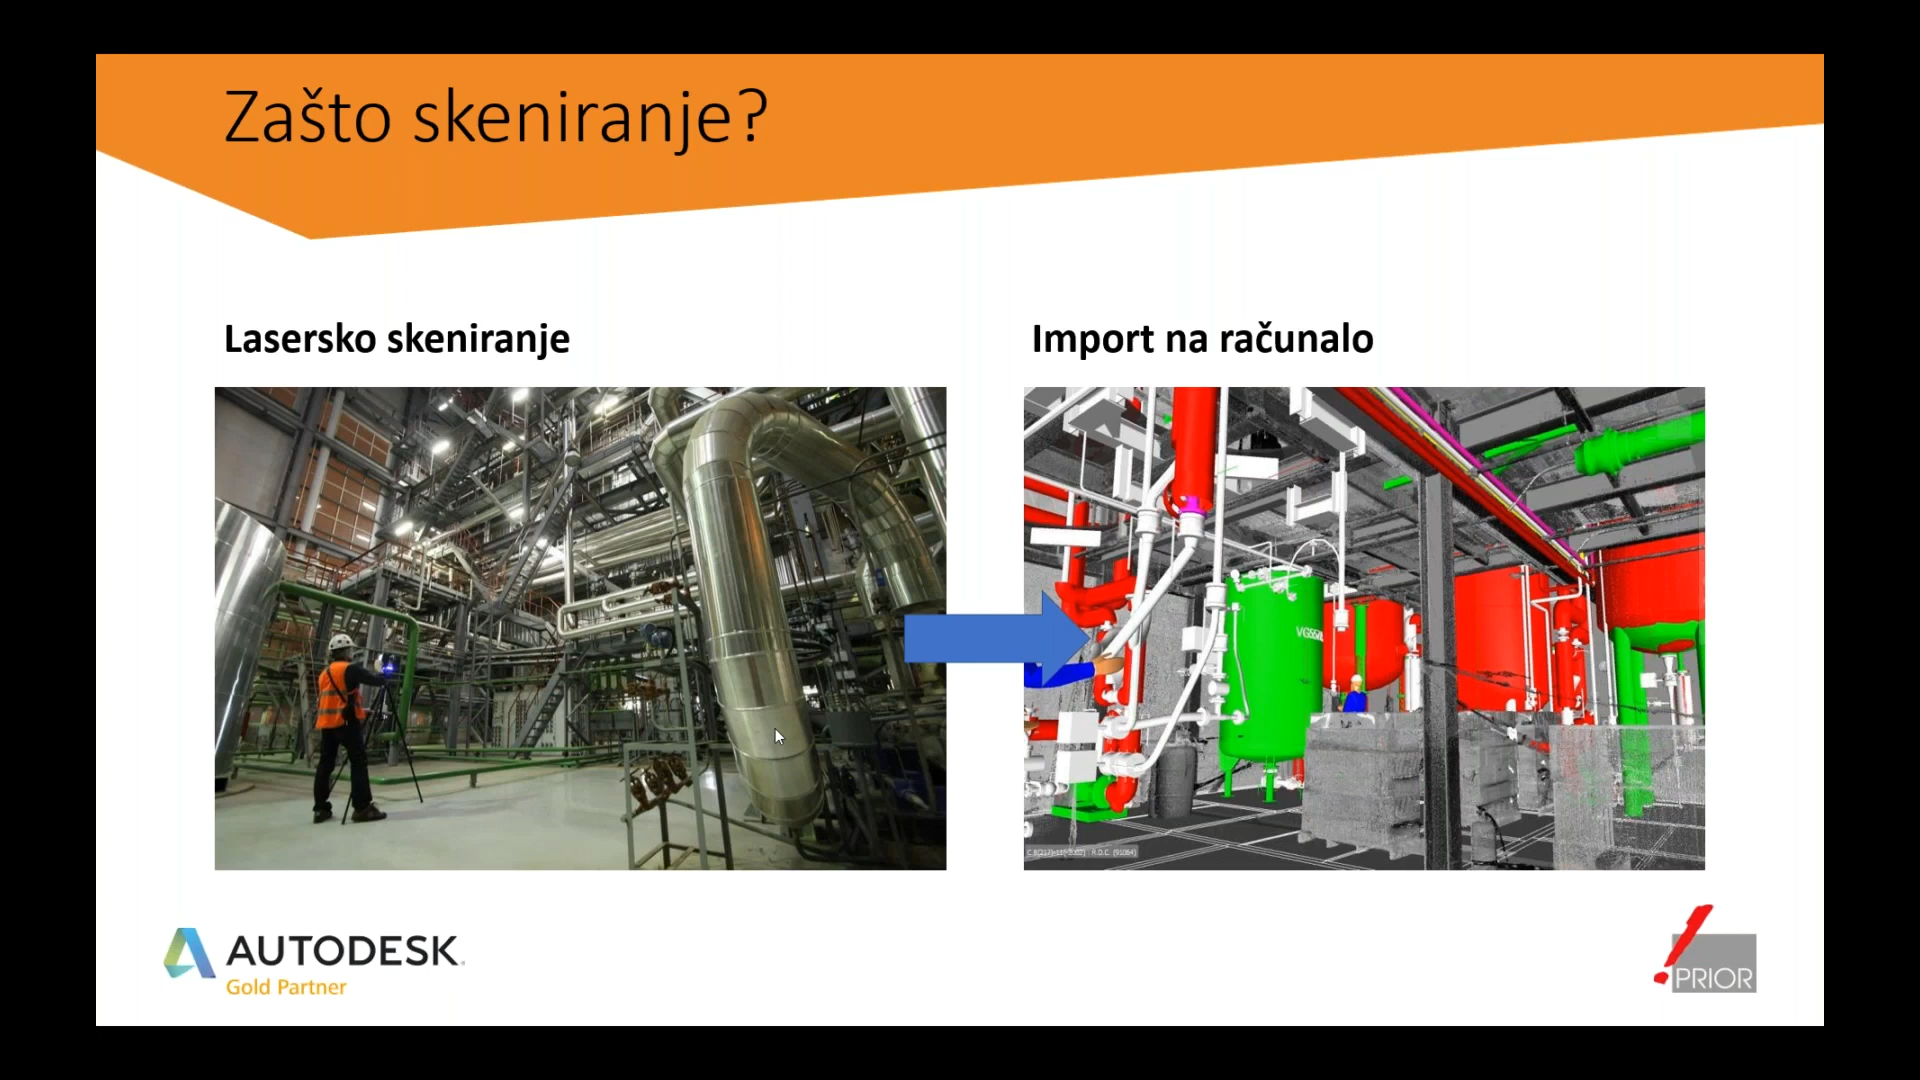 Zašto skeniranje?
Lasersko skeniranje
Import na računalo
AUTODESK
Gold Partner
PRIOR